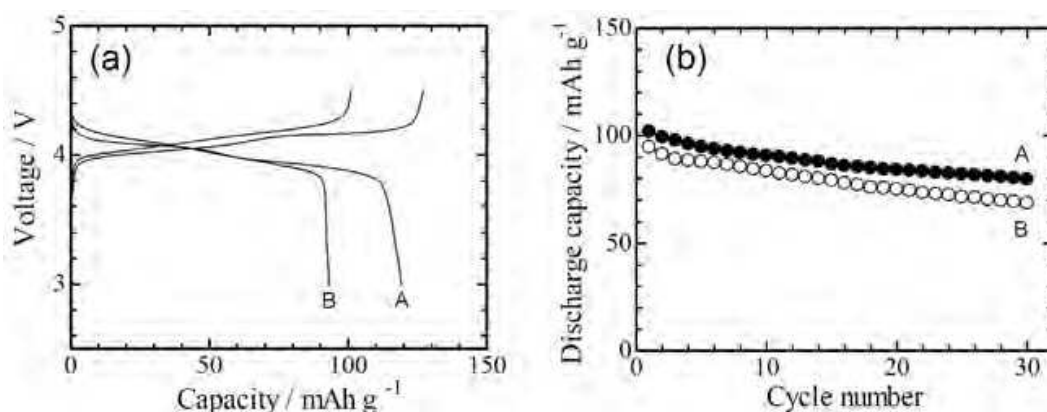 (a)
Voltage / V
5
4
3
0 50 100 150
Capacity / mAh g⁻¹
B A
(b)
Discharge capacity / mAh g⁻¹
150
100
50
0
0 10 20 30
Cycle number
A
B